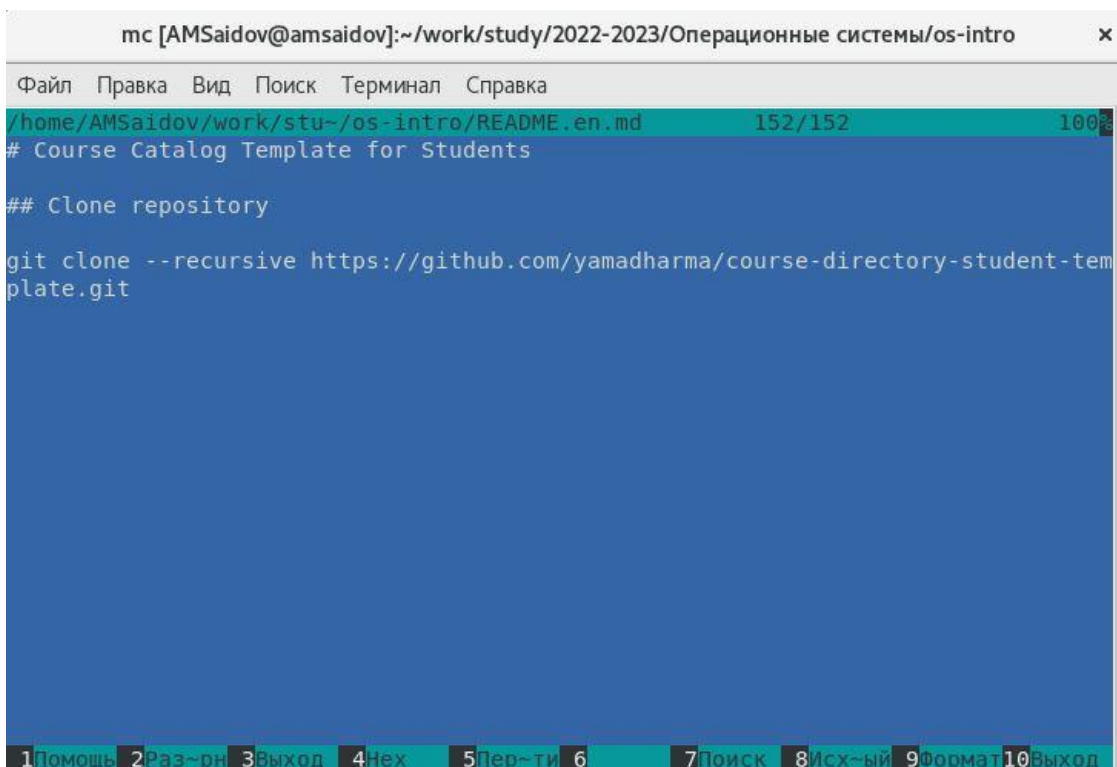 mc [AMSaidov@amsaidov]:~/work/study/2022-2023/Операционные системы/os-intro ×
Файл Правка Вид Поиск Терминал Справка
/home/AMSaidov/work/stu~/os-intro/README.en.md 152/152 100%
# Course Catalog Template for Students
## Clone repository
git clone --recursive https://github.com/yamadharma/course-directory-student-tem
plate.git
1Помощь 2Раз~рн 3Выход 4Hex 5Пер~ти 6 7Поиск 8Исх~ый 9Формат 10Выход